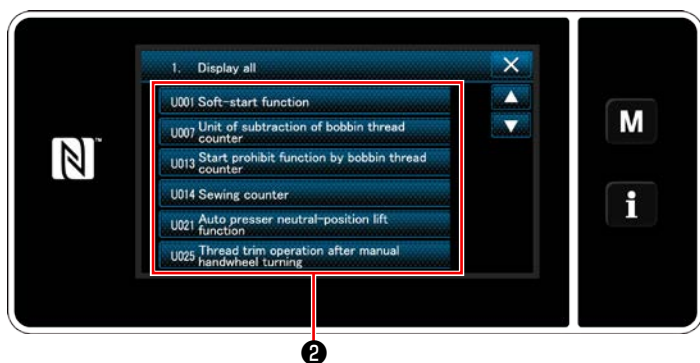 1. Display all
U001 Soft-start function
U007 Unit of subtraction of bobbin thread
counter
U013 Start prohibit function by bobbin thread
counter
U014 Sewing counter
U021 Auto presser neutral-position lift
function
U025 Thread trim operation after manual
handwheel turning
M
i
❷